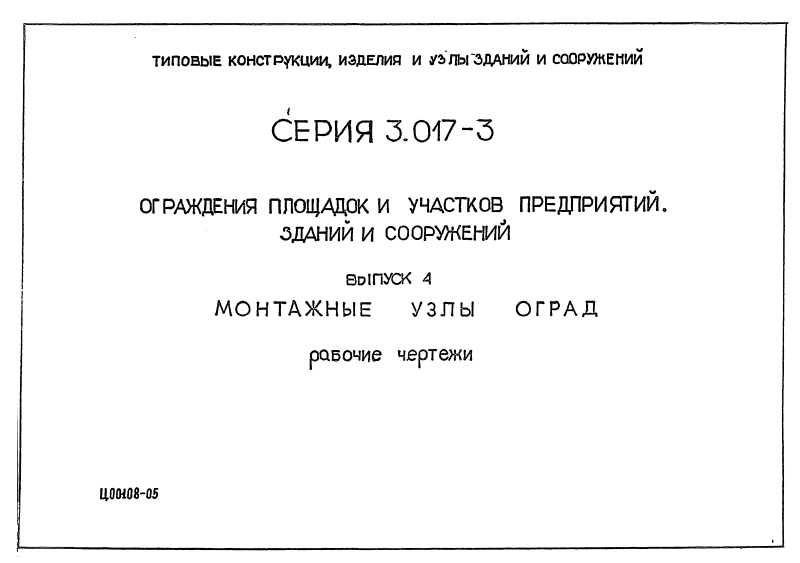 ТИПОВЫЕ КОНСТРУКЦИИ, ИЗДЕЛИЯ И УЗЛЫ ЗДАНИЙ И СООРУЖЕНИЙ
СЕРИЯ 3.017-3
ОГРАЖДЕНИЯ ПЛОЩАДОК И УЧАСТКОВ ПРЕДПРИЯТИЙ.
ЗДАНИЙ И СООРУЖЕНИЙ
ВЫПУСК 4
МОНТАЖНЫЕ УЗЛЫ ОГРАД
рабочие чертежи
Ц.00108-05